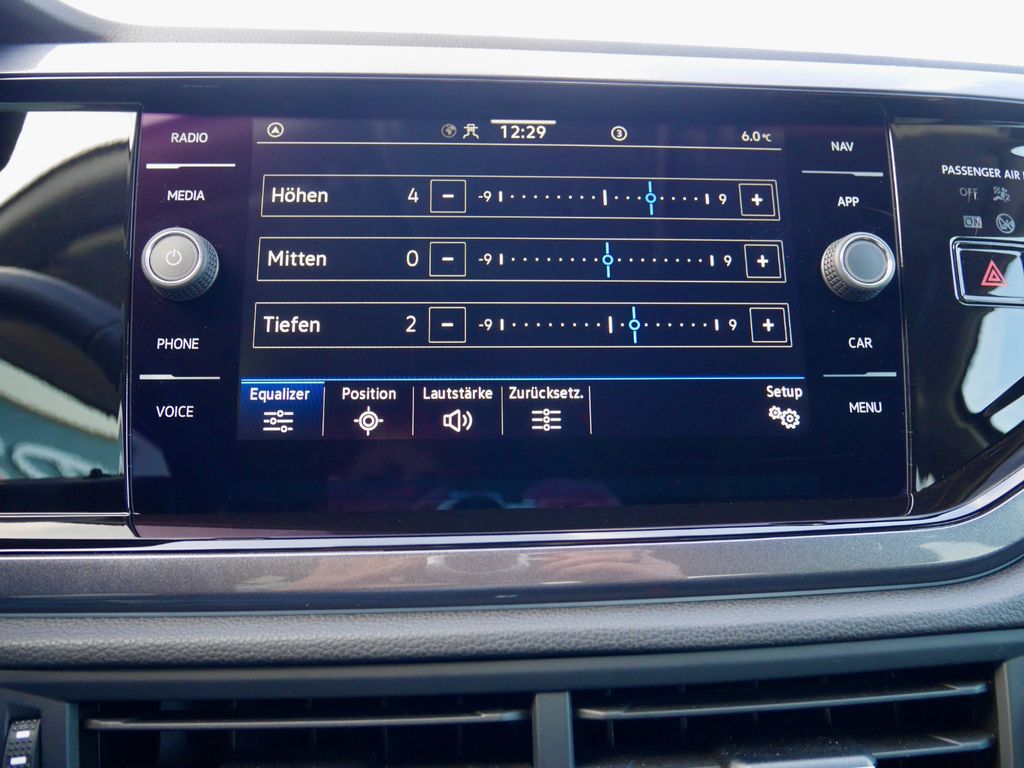 RADIO
MEDIA
PHONE
VOICE
12:29
3
6.0°C
Höhen 4 − -9 9 +
Mitten 0 − -9 9 +
Tiefen 2 − -9 9 +
Equalizer
Position
Lautstärke
Zurücksetz.
Setup
NAV
APP
CAR
MENU
PASSENGER AIR
OFF
ON